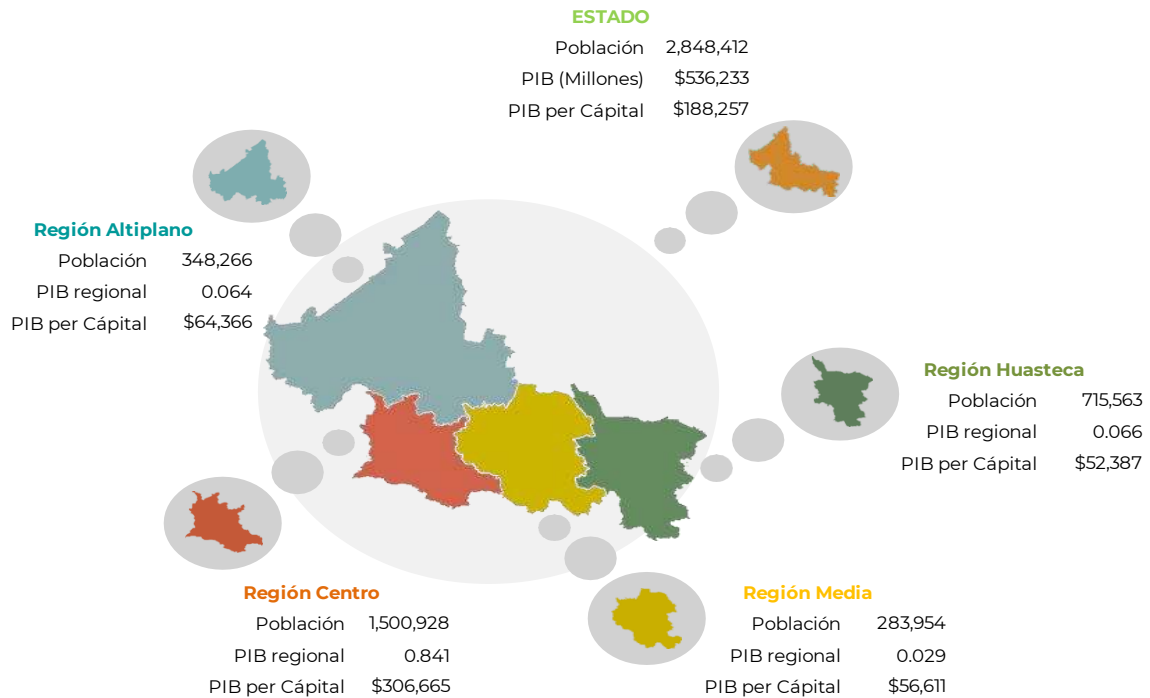 ESTADO
Población 2,848,412
PIB (Millones) $536,233
PIB per Cápital $188,257
Región Altiplano
Población 348,266
PIB regional 0.064
PIB per Cápital $64,366
Región Huasteca
Población 715,563
PIB regional 0.066
PIB per Cápital $52,387
Región Centro
Población 1,500,928
PIB regional 0.841
PIB per Cápital $306,665
Región Media
Población 283,954
PIB regional 0.029
PIB per Cápital $56,611